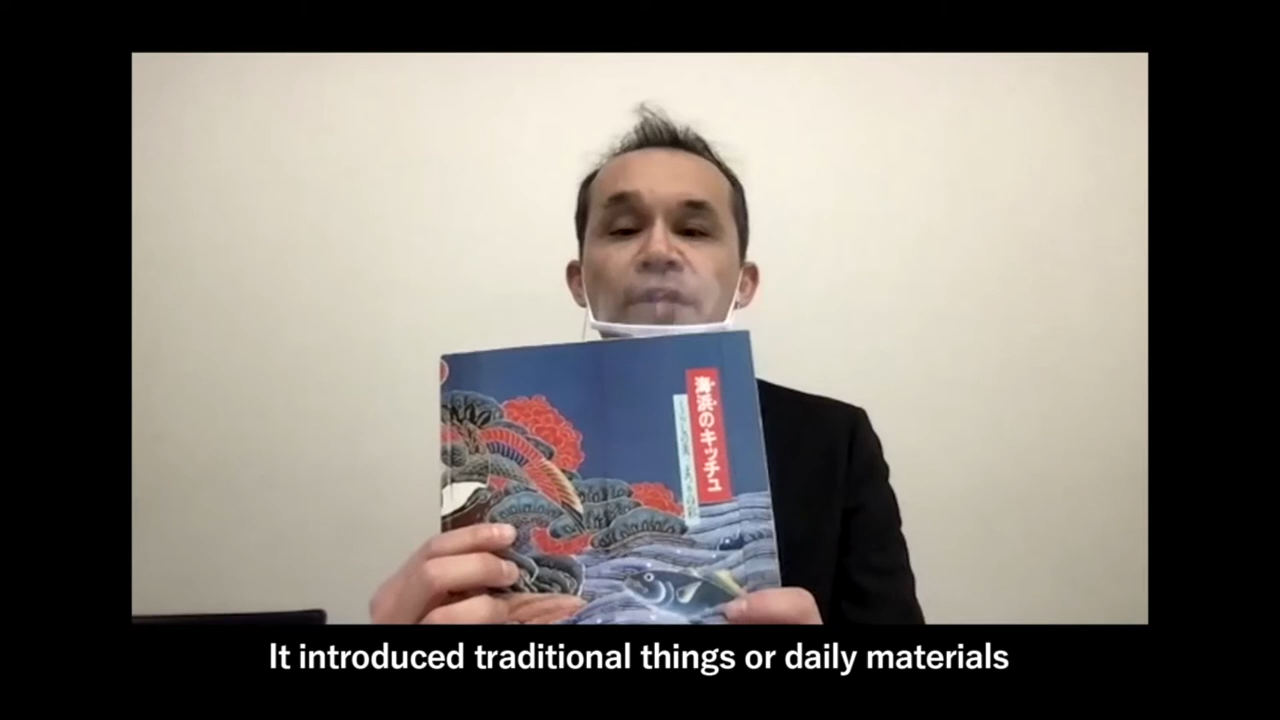 海浜のキッチュ
It introduced traditional things or daily materials